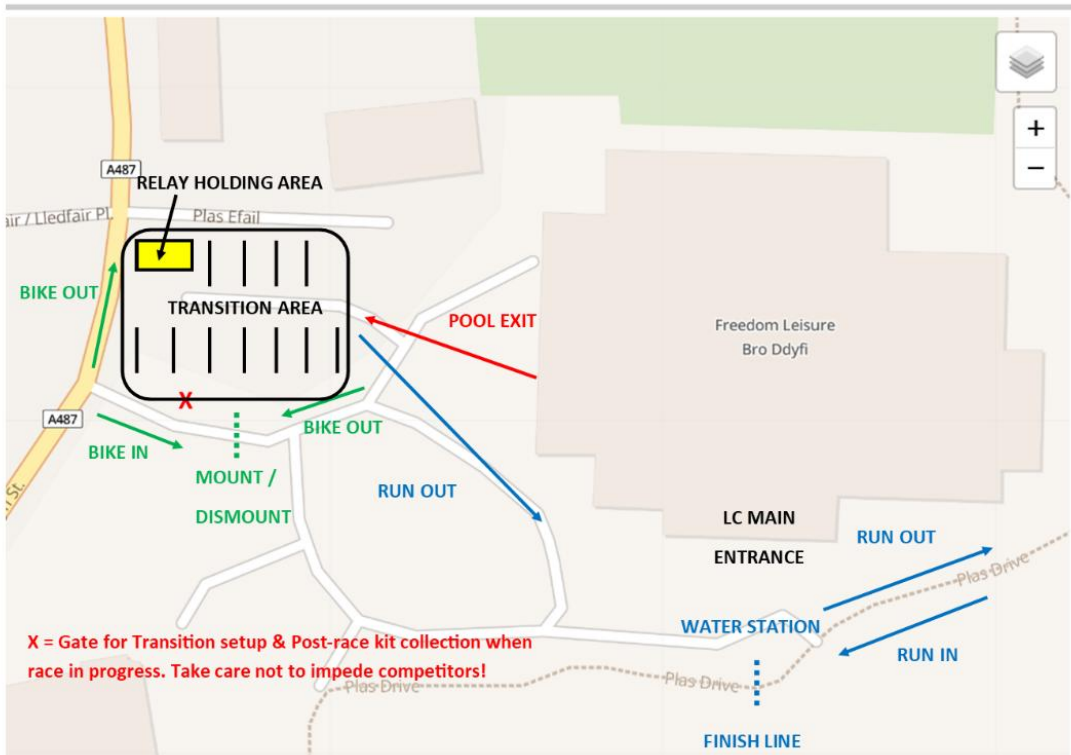 +
−
A487
RELAY HOLDING AREA
air / Lledfair Pl.
Plas Efail
BIKE OUT
TRANSITION AREA
POOL EXIT
Freedom Leisure
Bro Ddyfi
X
A487
BIKE IN
BIKE OUT
MOUNT /
DISMOUNT
RUN OUT
St.
LC MAIN
ENTRANCE
RUN OUT
Plas Drive
WATER STATION
RUN IN
X = Gate for Transition setup & Post-race kit collection when
race in progress. Take care not to impede competitors!
Plas Drive
Plas Drive
FINISH LINE